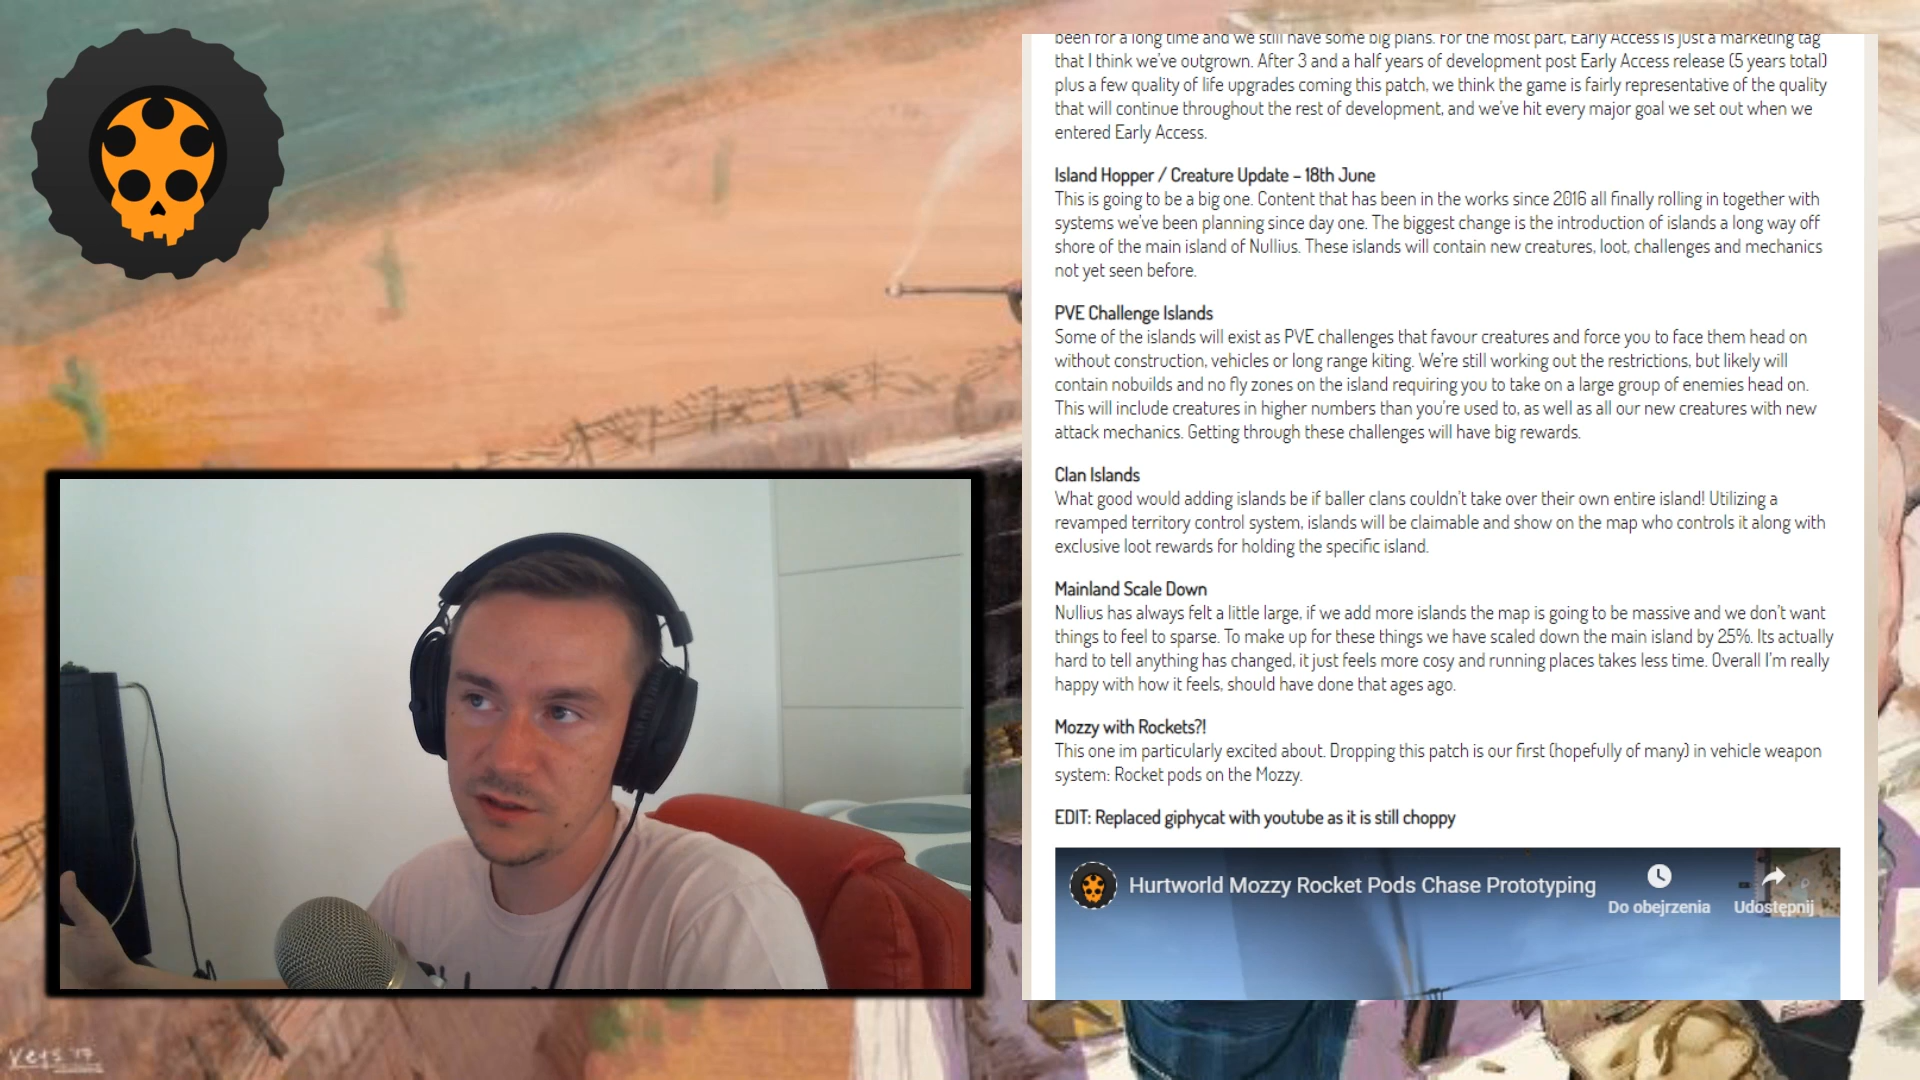 been for a long time and we still have some big plans. For the most part, Early Access is just a marketing tag
that I think we've outgrown. After 3 and a half years of development post Early Access release (5 years total)
plus a few quality of life upgrades coming this patch, we think the game is fairly representative of the quality
that will continue throughout the rest of development, and we've hit every major goal we set out when we
entered Early Access.
Island Hopper / Creature Update – 18th June
This is going to be a big one. Content that has been in the works since 2016 all finally rolling in together with
systems we've been planning since day one. The biggest change is the introduction of islands a long way off
shore of the main island of Nullius. These islands will contain new creatures, loot, challenges and mechanics
not yet seen before.
PVE Challenge Islands
Some of the islands will exist as PVE challenges that favour creatures and force you to face them head on
without construction, vehicles or long range kiting. We're still working out the restrictions, but likely will
contain nobuilds and no fly zones on the island requiring you to take on a large group of enemies head on.
This will include creatures in higher numbers than you're used to, as well as all our new creatures with new
attack mechanics. Getting through these challenges will have big rewards.
Clan Islands
What good would adding islands be if baller clans couldn't take over their own entire island! Utilizing a
revamped territory control system, islands will be claimable and show on the map who controls it along with
exclusive loot rewards for holding the specific island.
Mainland Scale Down
Nullius has always felt a little large, if we add more islands the map is going to be massive and we don't want
things to feel to sparse. To make up for these things we have scaled down the main island by 25%. Its actually
hard to tell anything has changed, it just feels more cosy and running places takes less time. Overall I'm really
happy with how it feels, should have done that ages ago.
Mozzy with Rockets?!
This one im particularly excited about. Dropping this patch is our first (hopefully of many) in vehicle weapon
system: Rocket pods on the Mozzy.
EDIT: Replaced giphycat with youtube as it is still choppy
Hurtworld Mozzy Rocket Pods Chase Prototyping
Do obejrzenia
Udostępnij
Keys '17